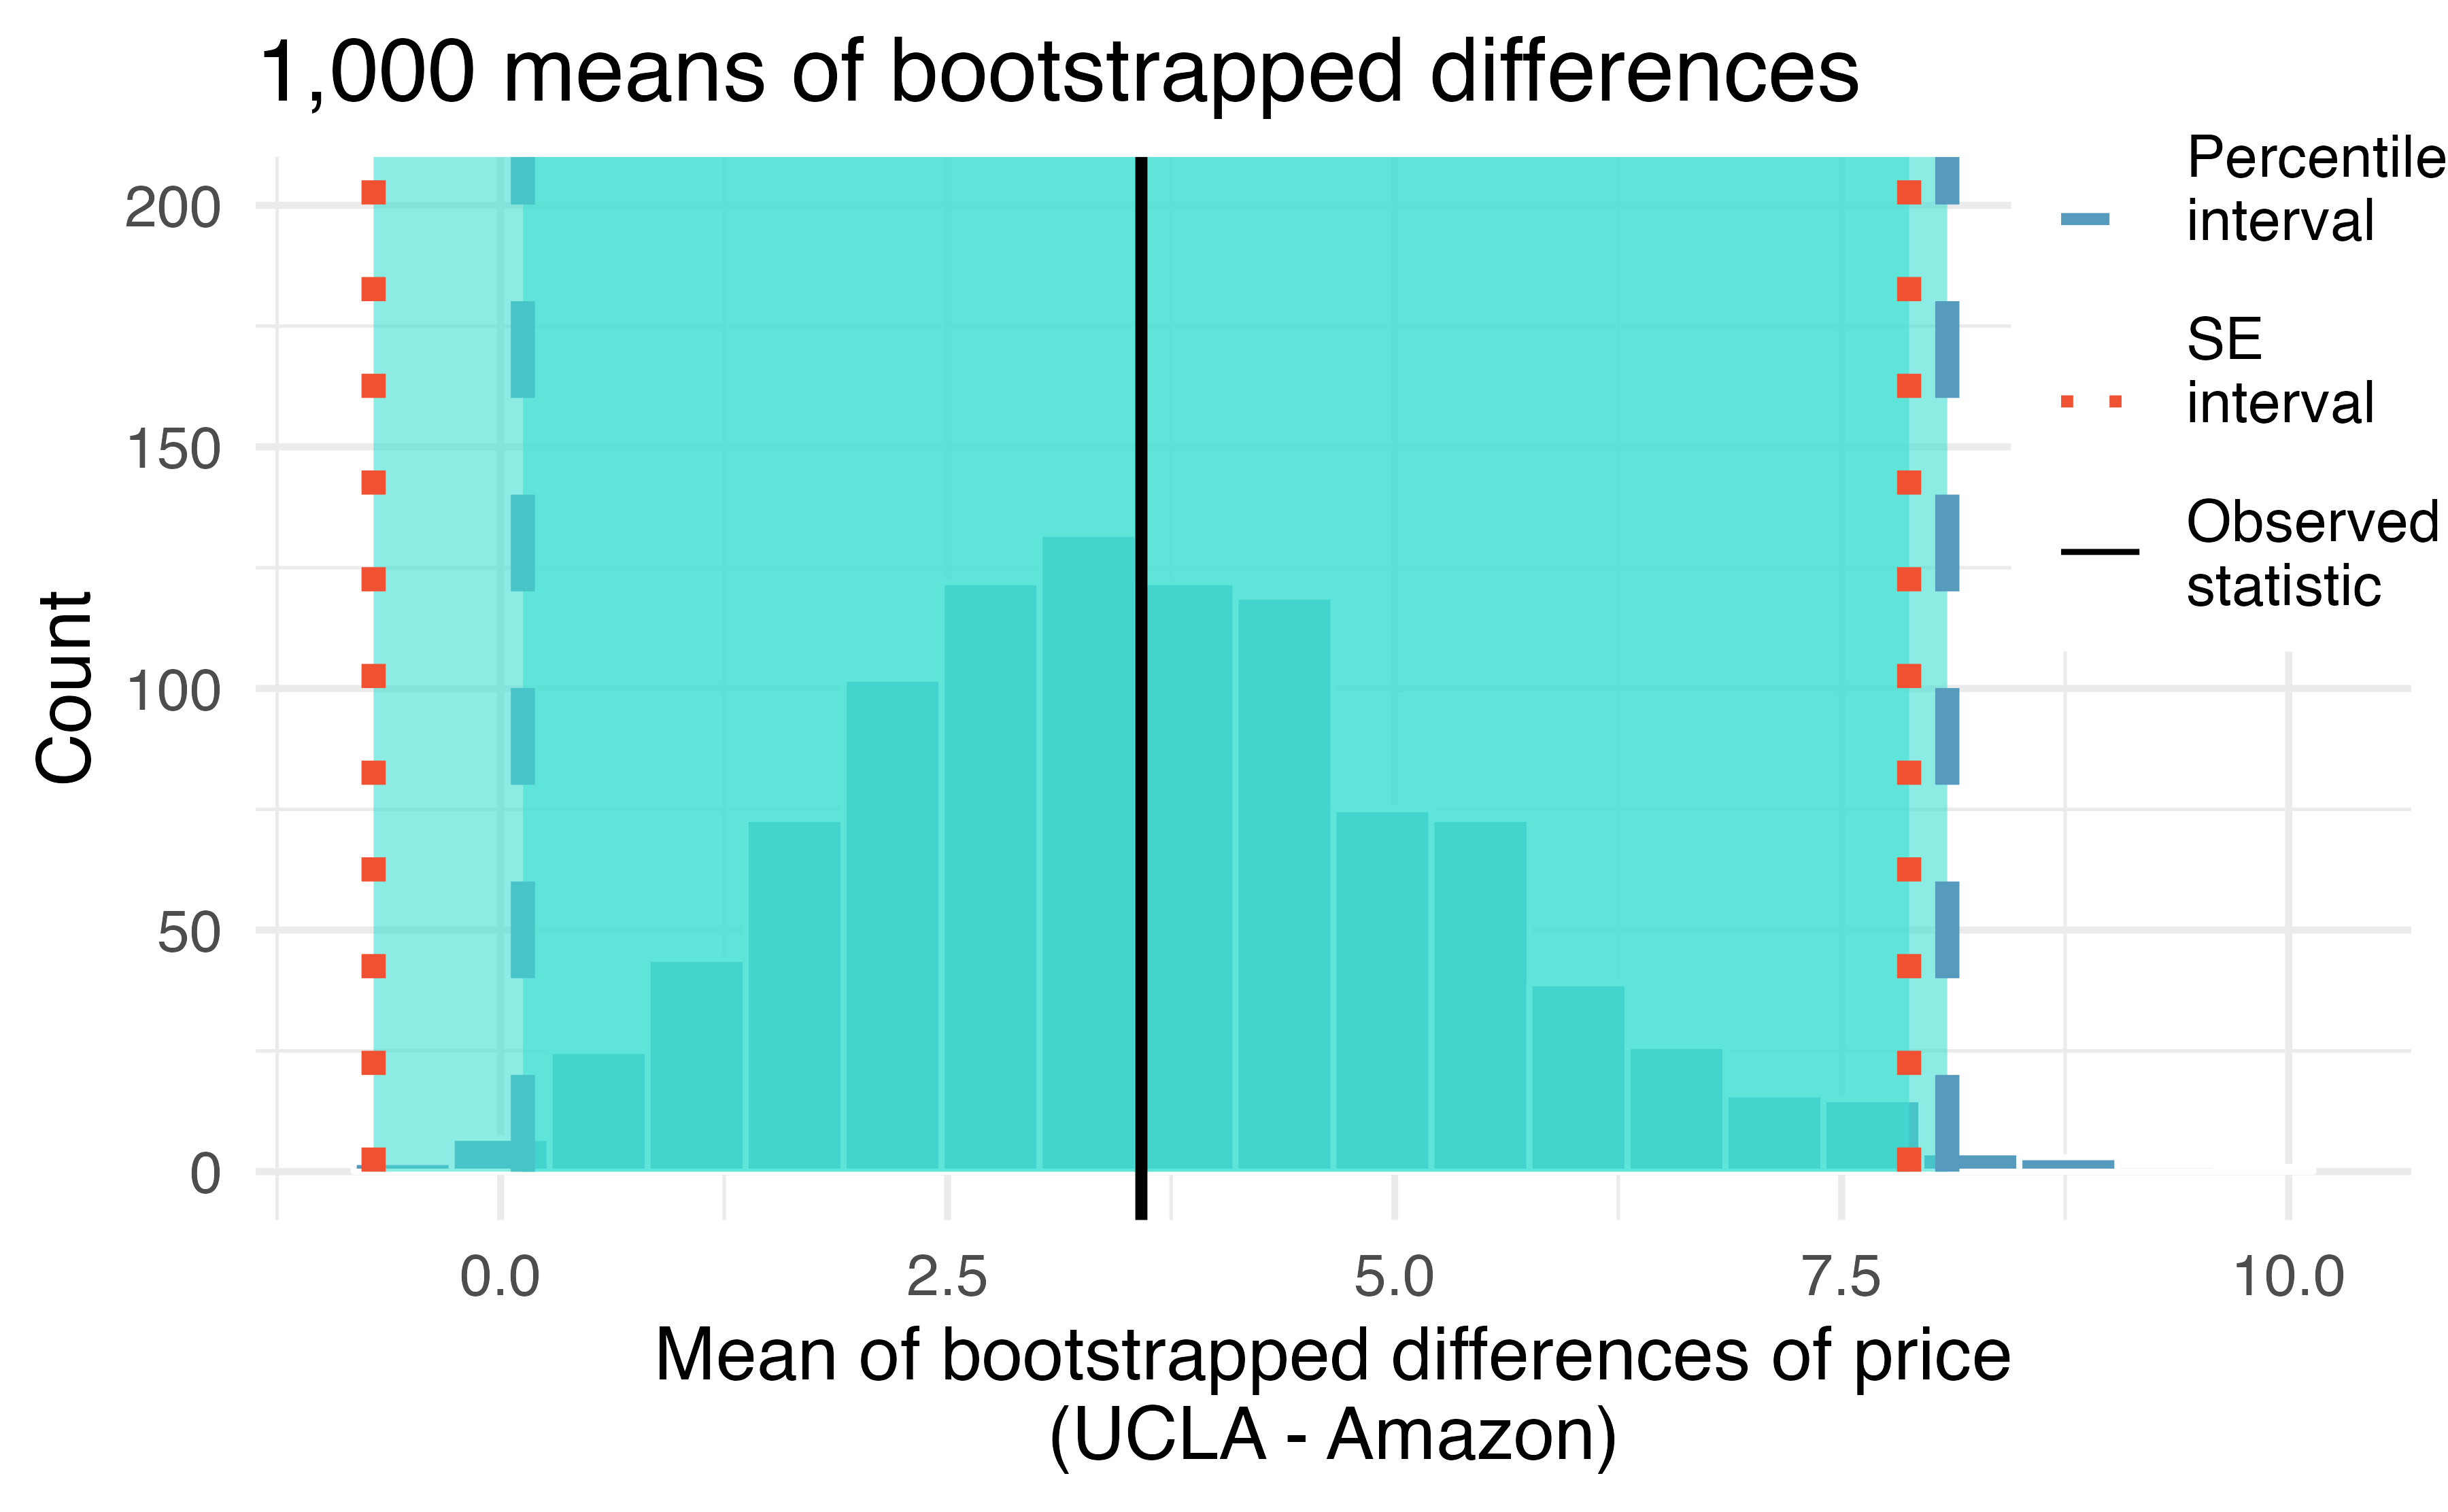 1,000 means of bootstrapped differences
Percentile
interval
SE
interval
Observed
statistic
Count
200
150
100
50
0
0.0
2.5
5.0
7.5
10.0
Mean of bootstrapped differences of price
(UCLA - Amazon)